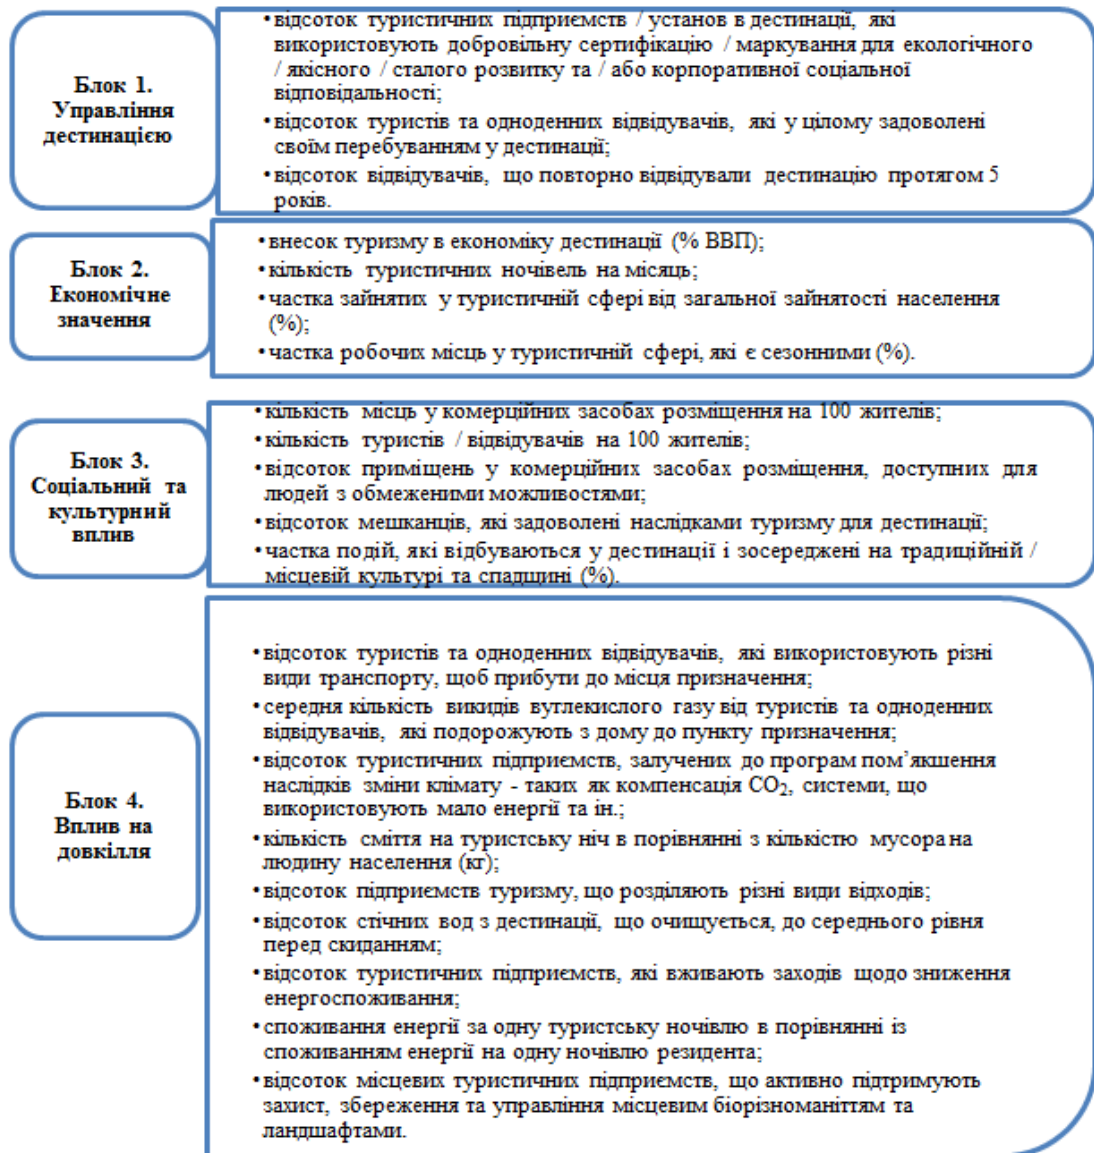 Блок 1.
Управління
дестинацією
•відсоток туристичних підприємств / установ в дестинації, які
використовують добровільну сертифікацію / маркування для екологічного
/ якісного / сталого розвитку та / або корпоративної соціальної
відповідальності;
•відсоток туристів та одноденних відвідувачів, які у цілому задоволені
своїм перебуванням у дестинації;
•відсоток відвідувачів, що повторно відвідували дестинацію протягом 5
років.
Блок 2.
Економічне
значення
•внесок туризму в економіку дестинації (% ВВП);
•кількість туристичних ночівель на місяць;
•частка зайнятих у туристичній сфері від загальної зайнятості населення
(%);
•частка робочих місць у туристичній сфері, які є сезонними (%).
Блок 3.
Соціальний та
культурний
вплив
•кількість місць у комерційних засобах розміщення на 100 жителів;
•кількість туристів / відвідувачів на 100 жителів;
•відсоток приміщень у комерційних засобах розміщення, доступних для
людей з обмеженими можливостями;
•відсоток мешканців, які задоволені наслідками туризму для дестинації;
•частка подій, які відбуваються у дестинації і зосереджені на традиційній /
місцевій культурі та спадщині (%).
Блок 4.
Вплив на
довкілля
•відсоток туристів та одноденних відвідувачів, які використовують різні
види транспорту, щоб прибути до місця призначення;
•середня кількість викидів вуглекислого газу від туристів та одноденних
відвідувачів, які подорожують з дому до пункту призначення;
•відсоток туристичних підприємств, залучених до програм пом’якшення
наслідків зміни клімату - таких як компенсація CO₂, системи, що
використовують мало енергії та ін.;
•кількість сміття на туристську ніч в порівнянні з кількістю мусора на
людину населення (кг);
•відсоток підприємств туризму, що розділяють різні види відходів;
•відсоток стічних вод з дестинації, що очищується, до середнього рівня
перед скиданням;
•відсоток туристичних підприємств, які вживають заходів щодо зниження
енергоспоживання;
•споживання енергії за одну туристську ночівлю в порівнянні із
споживанням енергії на одну ночівлю резидента;
•відсоток місцевих туристичних підприємств, що активно підтримують
захист, збереження та управління місцевим біорізноманіттям та
ландшафтами.